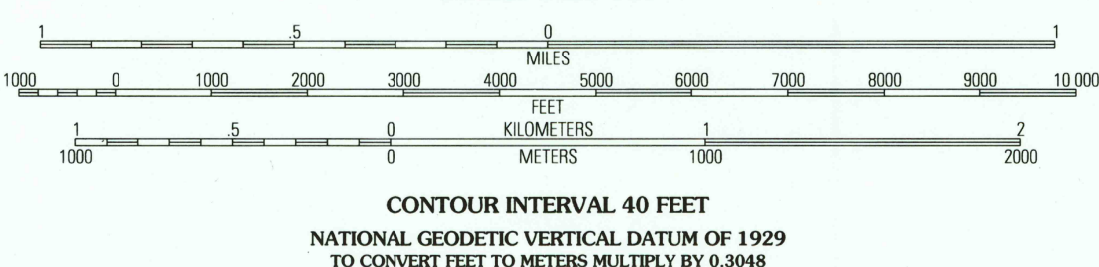 1 .5 0 1
MILES
1000 0 1000 2000 3000 4000 5000 6000 7000 8000 9000 10 000
FEET
1 .5 0 KILOMETERS 1 2
1000 0 METERS 1000 2000
CONTOUR INTERVAL 40 FEET
NATIONAL GEODETIC VERTICAL DATUM OF 1929
TO CONVERT FEET TO METERS MULTIPLY BY 0.3048